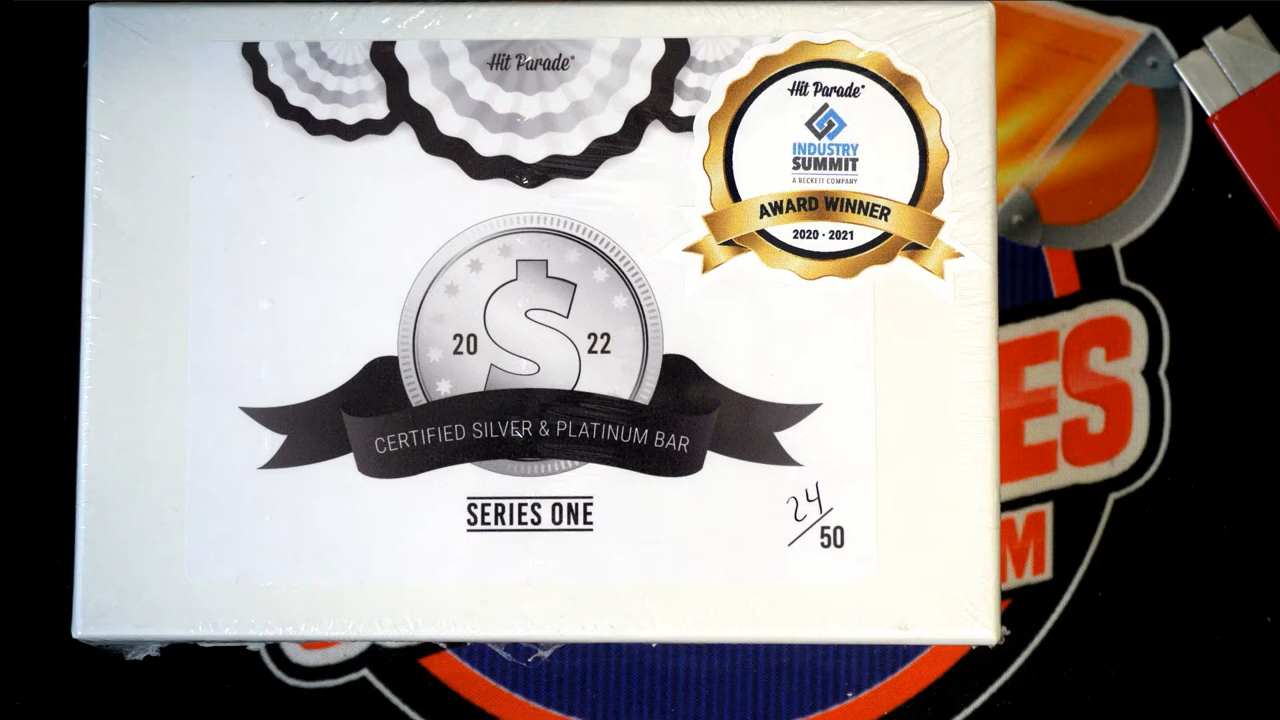 Hit Parade®
Hit Parade®
INDUSTRY
SUMMIT
A BECKETT COMPANY
AWARD WINNER
2020 · 2021
20 $ 22
CERTIFIED SILVER & PLATINUM BAR
SERIES ONE
24
50
ES
M